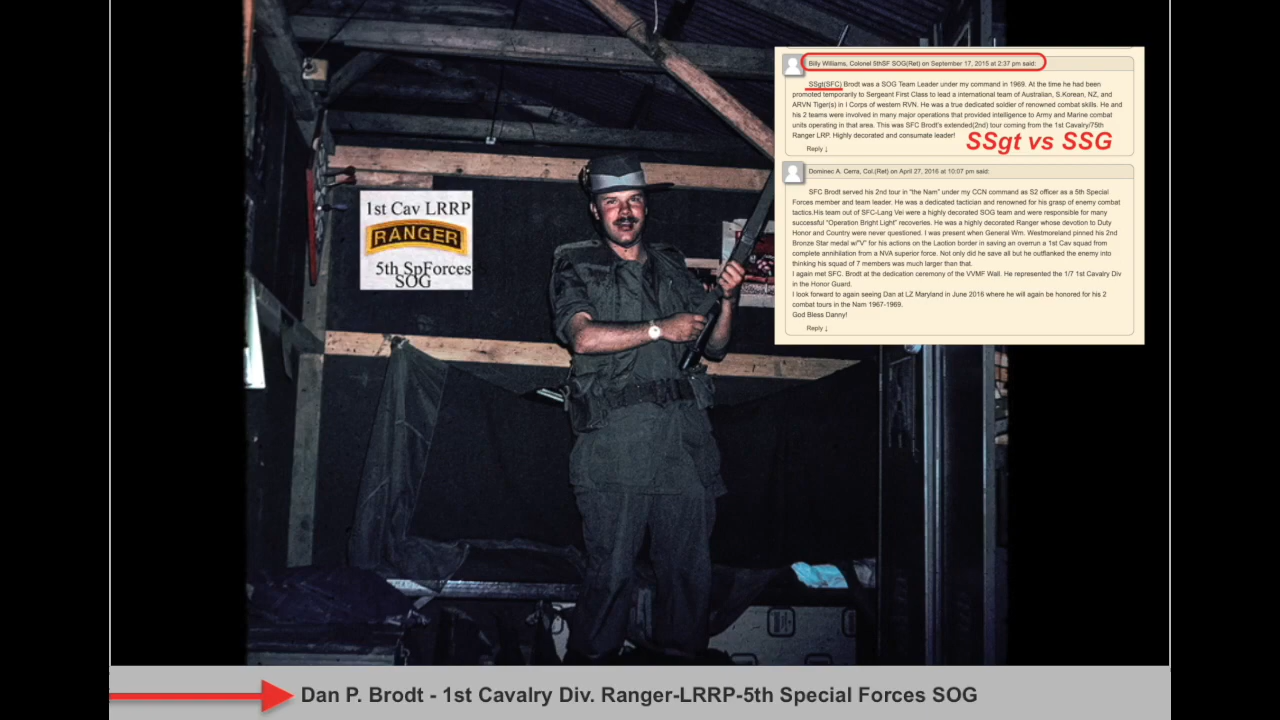 Billy Williams, Colonel 5thSF SOG(Ret) on September 17, 2015 at 2:37 pm said:
SSgt(SFC) Brodt was a SOG Team Leader under my command in 1969. At the time he had been
promoted temporarily to Sergeant First Class to lead a international team of Australian, S.Korean, NZ, and
ARVN Tiger(s) in I Corps of western RVN. He was a true dedicated soldier of renowned combat skills. He and
his 2 teams were involved in many major operations that provided intelligence to Army and Marine combat
units operating in that area. This was SFC Brodt's extended(2nd) tour coming from the 1st Cavalry/75th
Ranger LRP. Highly decorated and consumate leader!
SSgt vs SSG
Reply ↓
Dominec A. Cerra, Col.(Ret) on April 27, 2016 at 10:07 pm said:
SFC Brodt served his 2nd tour in "the Nam" under my CCN command as S2 officer as a 5th Special
Forces member and team leader. He was a dedicated tactician and renowned for his grasp of enemy combat
tactics.His team out of SFC-Lang Vei were a highly decorated SOG team and were responsible for many
successful "Operation Bright Light" recoveries. He was a highly decorated Ranger whose devotion to Duty
Honor and Country were never questioned. I was present when General Wm. Westmoreland pinned his 2nd
Bronze Star medal w/"V" for his actions on the Laotion border in saving an overrun a 1st Cav squad from
complete annihilation from a NVA superior force. Not only did he save all but he outflanked the enemy into
thinking his squad of 7 members was much larger than that.
I again met SFC. Brodt at the dedication ceremony of the VVMF Wall. He represented the 1/7 1st Cavalry Div
in the Honor Guard.
I look forward to again seeing Dan at LZ Maryland in June 2016 where he will again be honored for his 2
combat tours in the Nam 1967-1969.
God Bless Danny!
Reply ↓
1st Cav LRRP
RANGER
5th SpForces
SOG
Dan P. Brodt - 1st Cavalry Div. Ranger-LRRP-5th Special Forces SOG